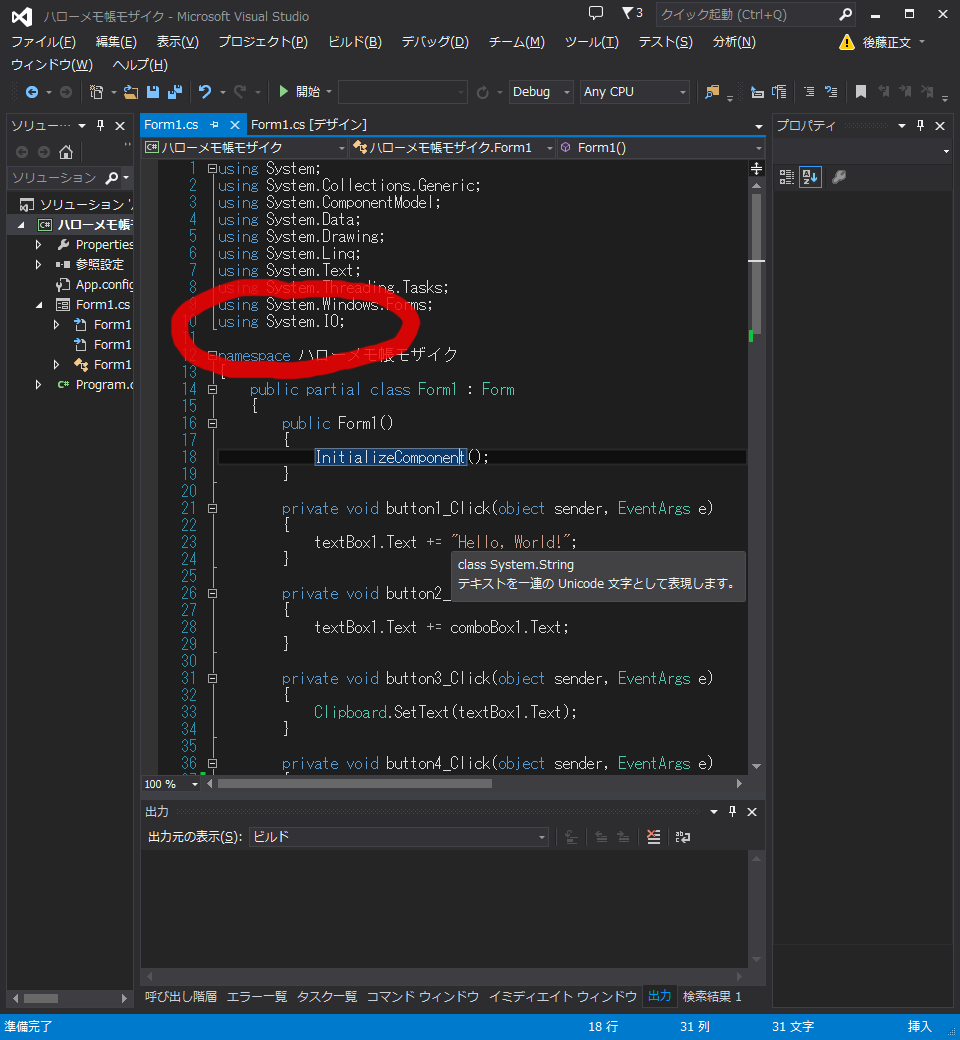 ハローメモ帳モザイク - Microsoft Visual Studio
3
クイック起動 (Ctrl+Q)
ファイル(F) 編集(E) 表示(V) プロジェクト(P) ビルド(B) デバッグ(D) チーム(M) ツール(T) テスト(S) 分析(N)
後藤正文
ウィンドウ(W) ヘルプ(H)
開始 Debug Any CPU
ソリュー…
Form1.cs Form1.cs [デザイン]
プロパティ
ハローメモ帳モザイク ハローメモ帳モザイク.Form1 Form1()
ソリューション
ソリューション
ハローメモ帳
Properties
参照設定
App.config
Form1.cs
Form1
Form1
Form1
Program.c
1 using System;
2 using System.Collections.Generic;
3 using System.ComponentModel;
4 using System.Data;
5 using System.Drawing;
6 using System.Linq;
7 using System.Text;
8 using System.Threading.Tasks;
9 using System.Windows.Forms;
10 using System.IO;
12 namespace ハローメモ帳モザイク
13 {
14 public partial class Form1 : Form
15 {
16 public Form1()
17 {
18 InitializeComponent();
19 }
20
21 private void button1_Click(object sender, EventArgs e)
22 {
23 textBox1.Text += "Hello, World!";
24 }
25
26 private void button2_
27 {
28 textBox1.Text += comboBox1.Text;
29 }
30
31 private void button3_Click(object sender, EventArgs e)
32 {
33 Clipboard.SetText(textBox1.Text);
34 }
35
36 private void button4_Click(object sender, EventArgs e)
class System.String
テキストを一連の Unicode 文字として表現します。
100 %
出力
出力元の表示(S): ビルド
呼び出し階層 エラー一覧 タスク一覧 コマンド ウィンドウ イミディエイト ウィンドウ 出力 検索結果 1
準備完了 18 行 31 列 31 文字 挿入